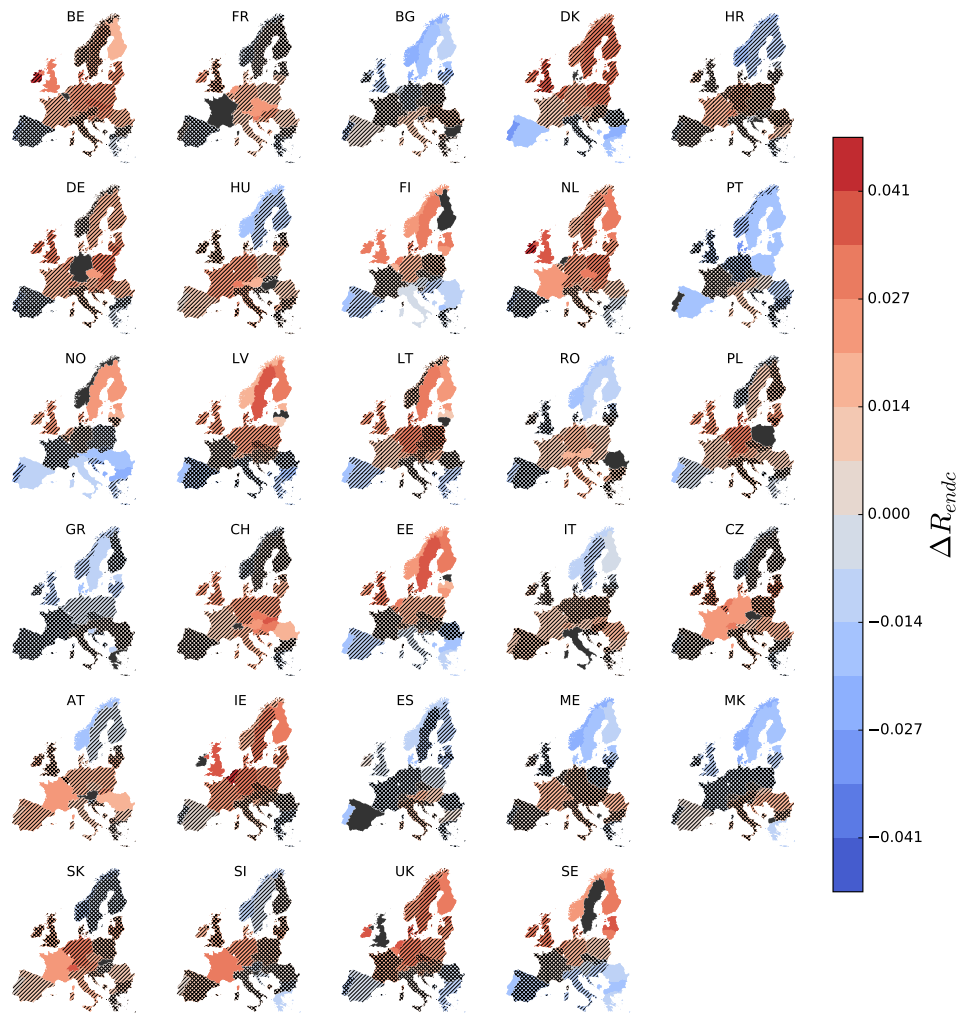 BE FR BG DK HR
DE HU FI NL PT
NO LV LT RO PL
GR CH EE IT CZ
AT IE ES ME MK
SK SI UK SE
0.041
0.027
0.014
0.000
−0.014
−0.027
−0.041
ΔR_endc